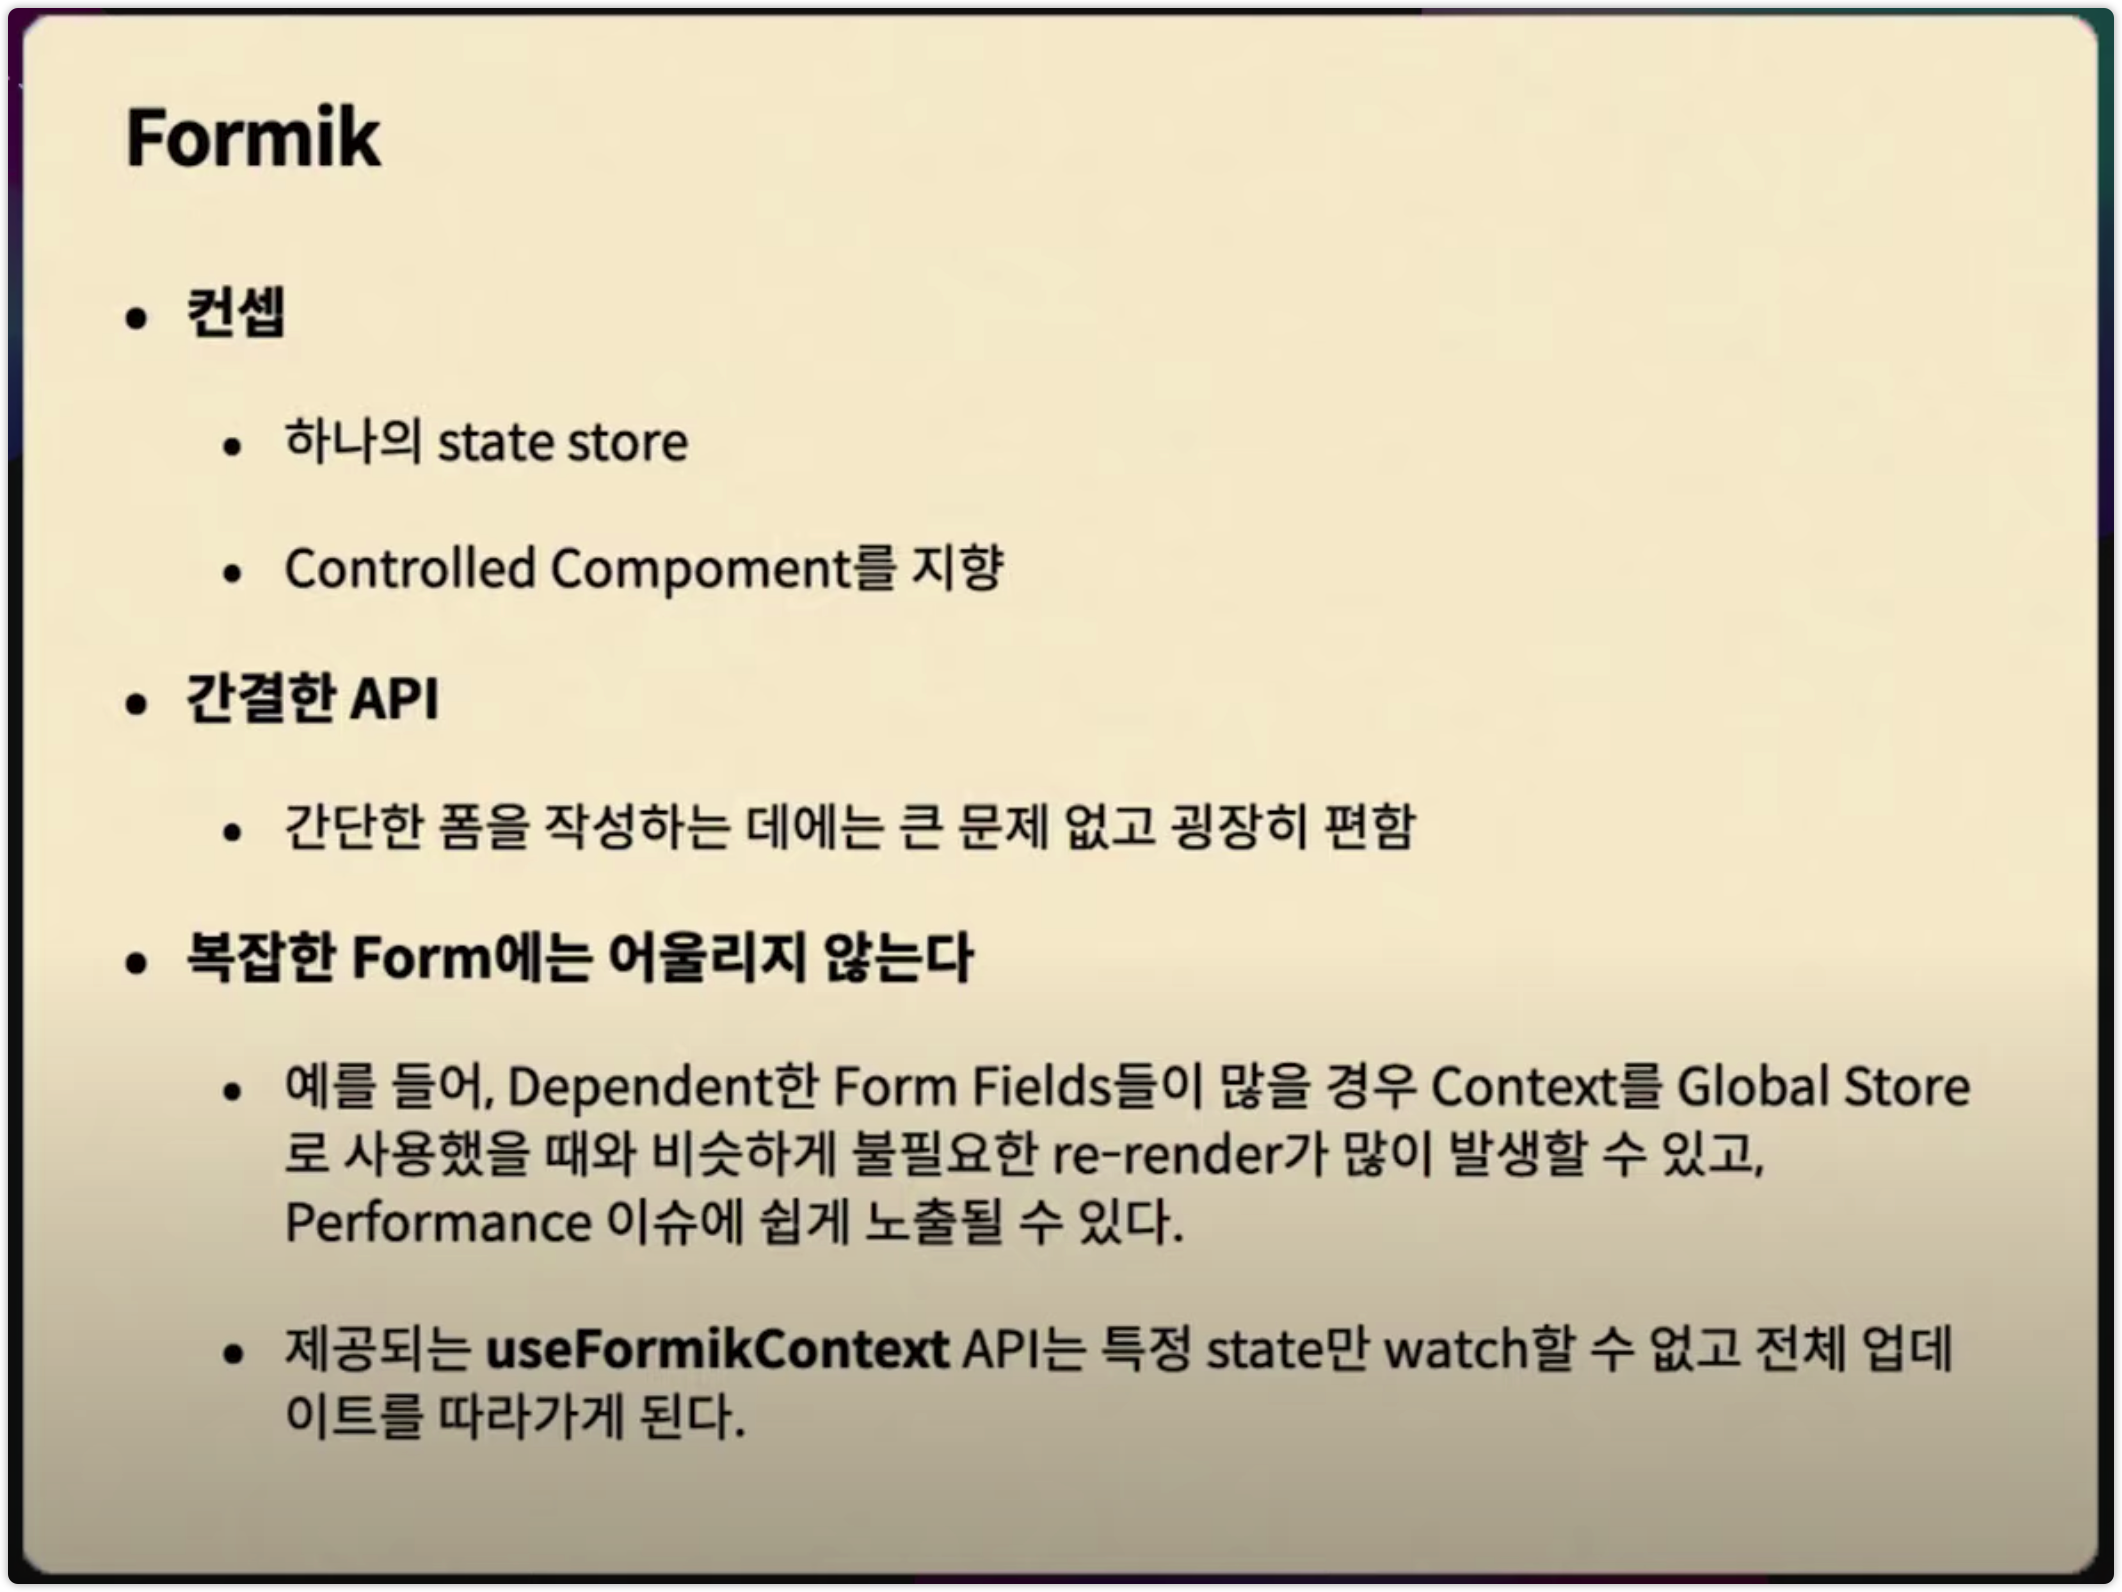 Formik
• 컨셉
• 하나의 state store
• Controlled Compoment를 지향
• 간결한 API
• 간단한 폼을 작성하는 데에는 큰 문제 없고 굉장히 편함
• 복잡한 Form에는 어울리지 않는다
• 예를 들어, Dependent한 Form Fields들이 많을 경우 Context를 Global Store
로 사용했을 때와 비슷하게 불필요한 re-render가 많이 발생할 수 있고,
Performance 이슈에 쉽게 노출될 수 있다.
• 제공되는 useFormikContext API는 특정 state만 watch할 수 없고 전체 업데
이트를 따라가게 된다.